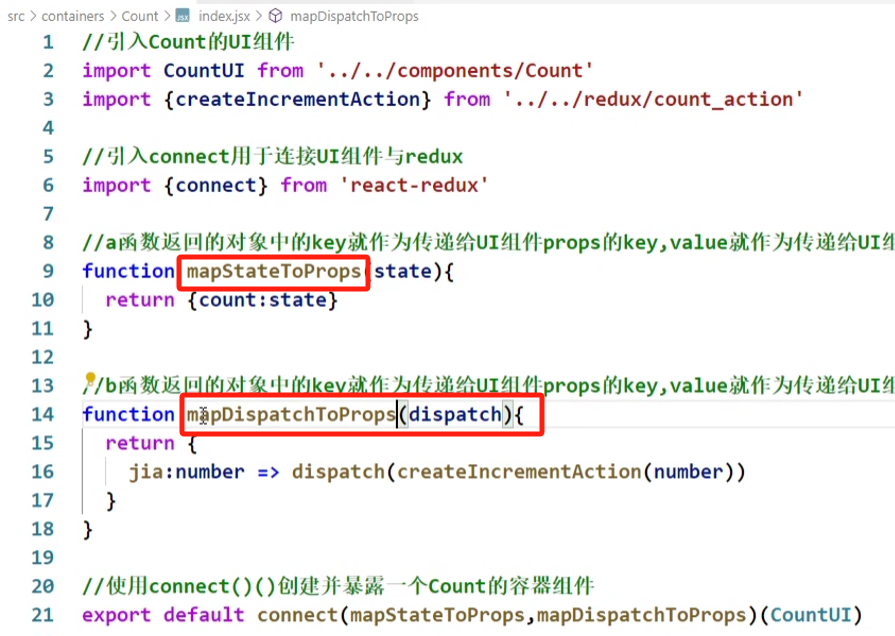 src > containers > Count > JSX index.jsx > mapDispatchToProps
1 //引入Count的UI组件
2 import CountUI from '../../components/Count'
3 import {createIncrementAction} from '../../redux/count_action'
4
5 //引入connect用于连接UI组件与redux
6 import {connect} from 'react-redux'
7
8 //a函数返回的对象中的key就作为传递给UI组件props的key,value就作为传递给UI组
9 function mapStateToProps(state){
10 return {count:state}
11 }
12
13 //b函数返回的对象中的key就作为传递给UI组件props的key,value就作为传递给UI组
14 function mapDispatchToProps(dispatch){
15 return {
16 jia:number => dispatch(createIncrementAction(number))
17 }
18 }
19
20 //使用connect()()创建并暴露一个Count的容器组件
21 export default connect(mapStateToProps,mapDispatchToProps)(CountUI)